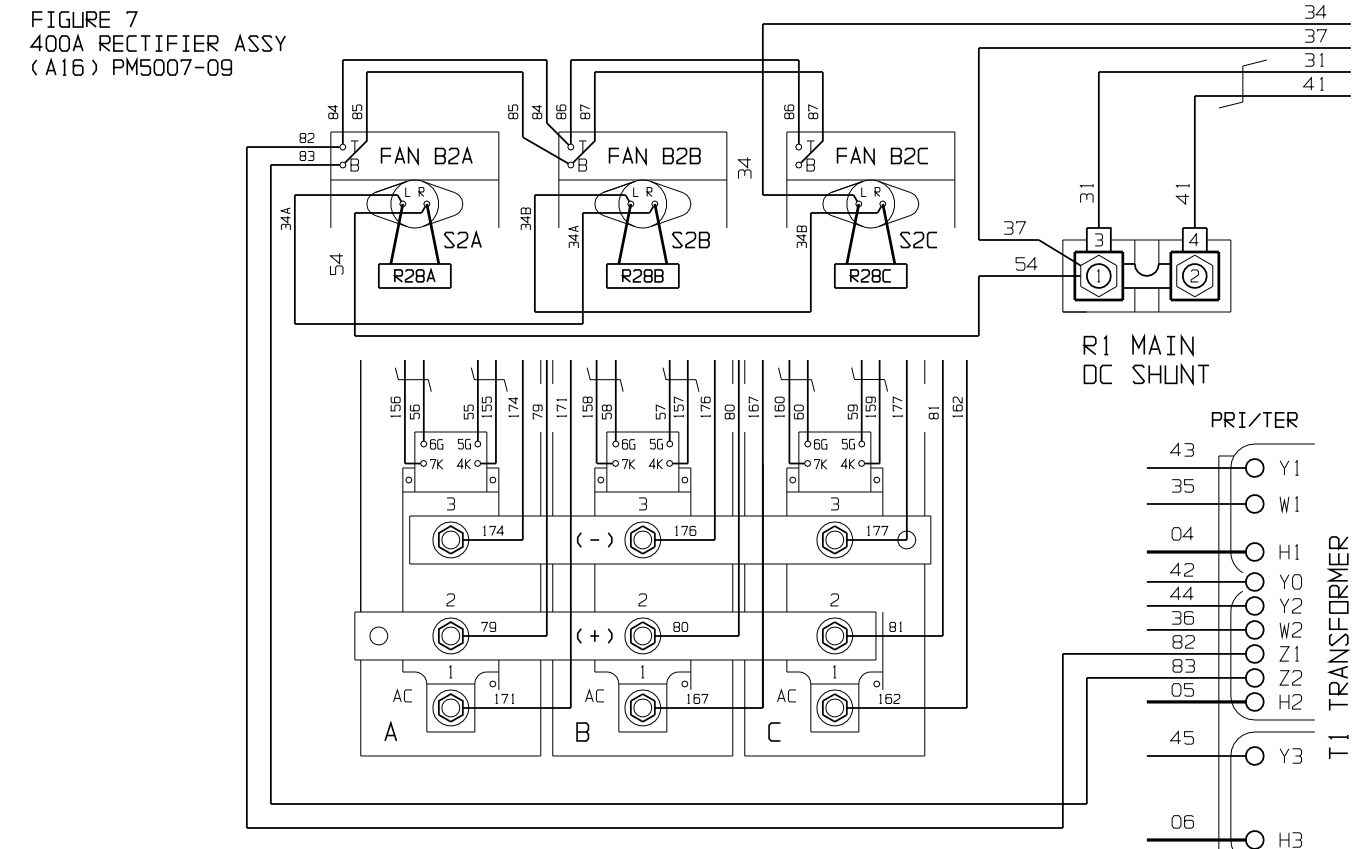 FIGURE 7
400A RECTIFIER ASSY
(A16) PM5007-09
34
37
31
41
84
85
85
84
86
87
86
87
82
83
T
B
FAN B2A
T
B
FAN B2B
T
B
FAN B2C
34
L R
L R
L R
34A
54
S2A
34B
34A
S2B
34B
S2C
R28A
R28B
R28C
31
41
37
54
3
4
1
2
R1 MAIN
DC SHUNT
156
56
55
155
174
79
171
158
58
57
157
176
80
167
160
60
59
159
177
81
162
6G 5G
7K 4K
6G 5G
7K 4K
6G 5G
7K 4K
3
3
3
174
(-)
176
177
2
2
2
79
(+)
80
81
1
1
1
AC
171
AC
167
AC
162
A
B
C
PRI/TER
43 Y1
35 W1
04 H1
42 Y0
44 Y2
36 W2
82 Z1
83 Z2
05 H2
45 Y3
06 H3
T1 TRANSFORMER